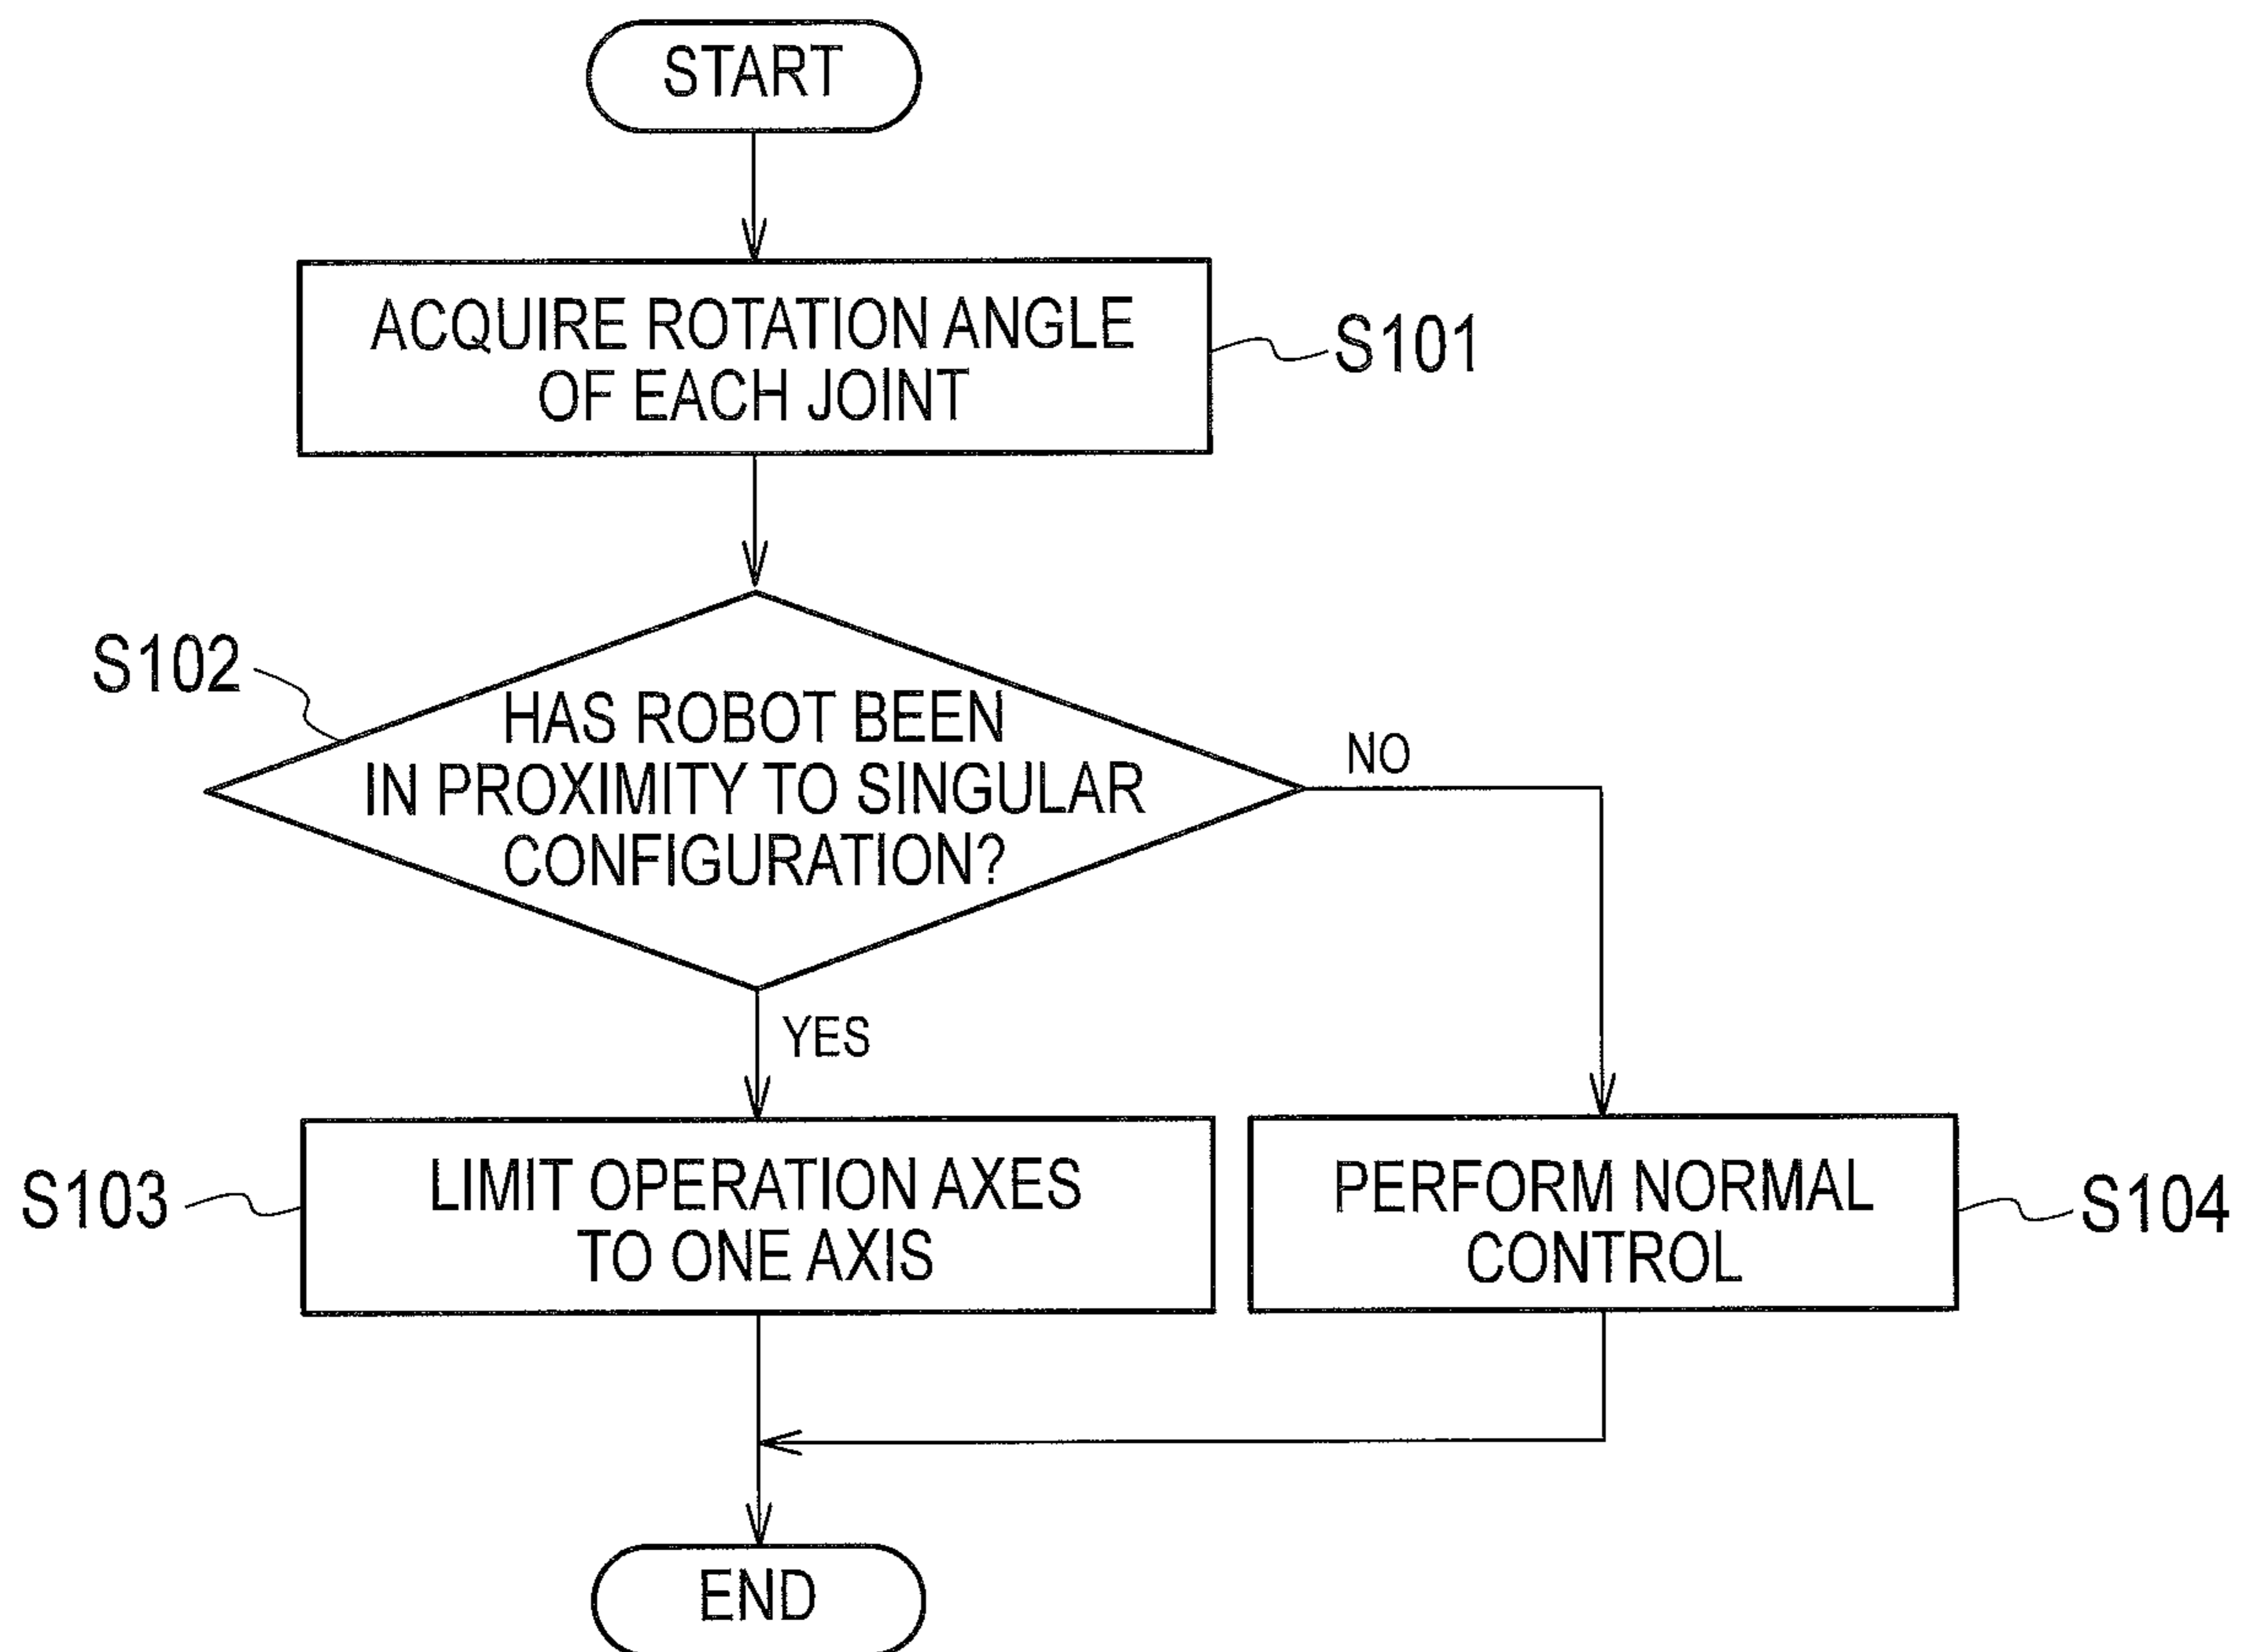 START
ACQUIRE ROTATION ANGLE
OF EACH JOINT
S101
S102
HAS ROBOT BEEN
IN PROXIMITY TO SINGULAR
CONFIGURATION?
NO
YES
S103
LIMIT OPERATION AXES
TO ONE AXIS
PERFORM NORMAL
CONTROL
S104
END